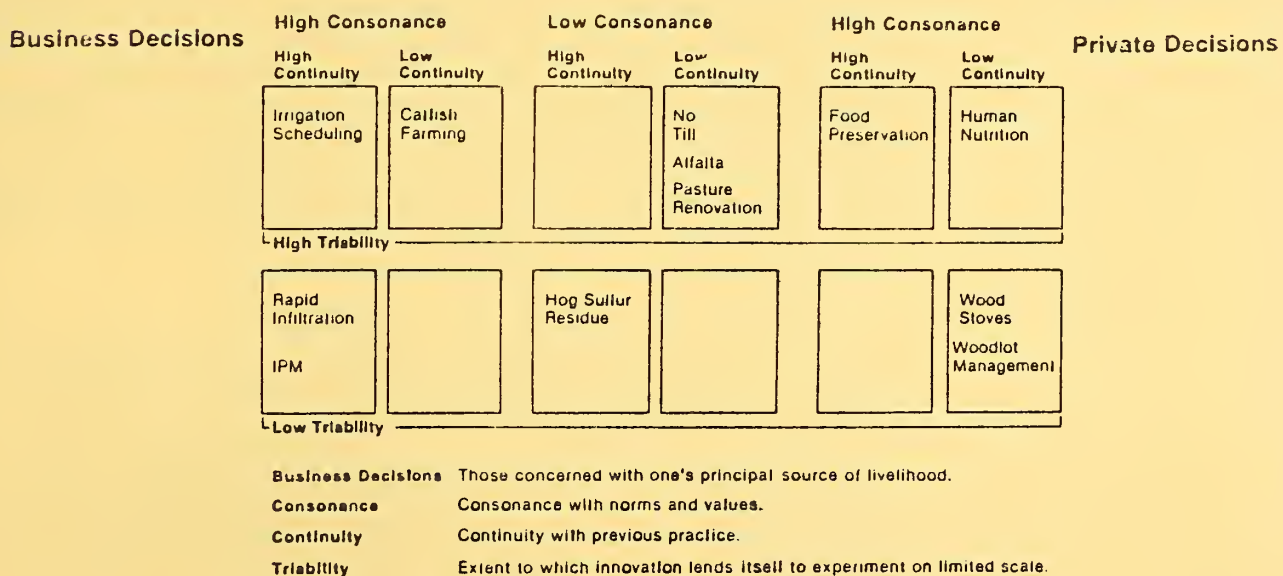 Business Decisions
High Consonance
Low Consonance
High Consonance
Private Decisions
High
Continuity
Low
Continuity
High
Continuity
Low
Continuity
High
Continuity
Low
Continuity
Irrigation
Scheduling
Catfish
Farming
No
Till
Alfalfa
Pasture
Renovation
Food
Preservation
Human
Nutrition
High Triability
Rapid
Infiltration
IPM
Hog Sulfur
Residue
Wood
Stoves
Woodlot
Management
Low Triability
Business Decisions Those concerned with one's principal source of livelihood.
Consonance Consonance with norms and values.
Continuity Continuity with previous practice.
Triability Extent to which innovation lends itself to experiment on limited scale.